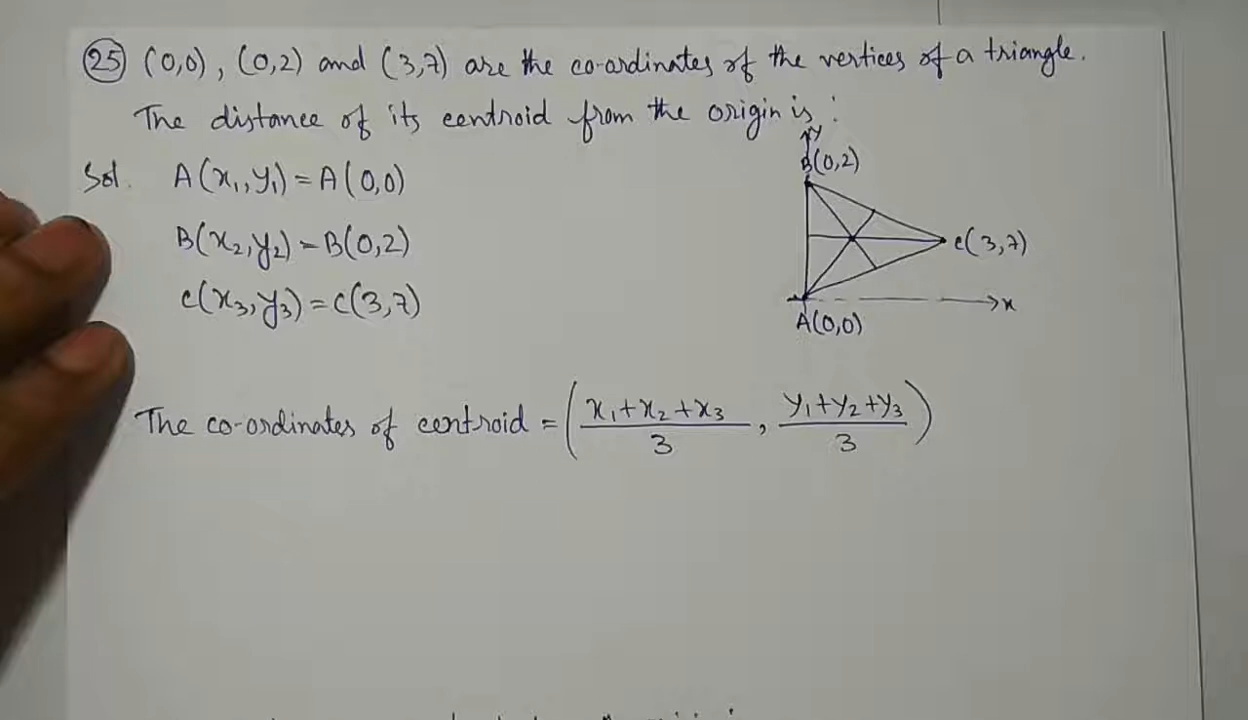 25 (0,0), (0,2) and (3,7) are the co-ordinates of the vertices of a triangle.
The distance of its centroid from the origin is :
Sol. A(x₁,y₁) = A(0,0)
B(x₂,y₂) = B(0,2)
C(x₃,y₃) = C(3,7)
y
B(0,2)
C(3,7)
x
A(0,0)
The co-ordinates of centroid = ( (x₁+x₂+x₃)/3 , (y₁+y₂+y₃)/3 )